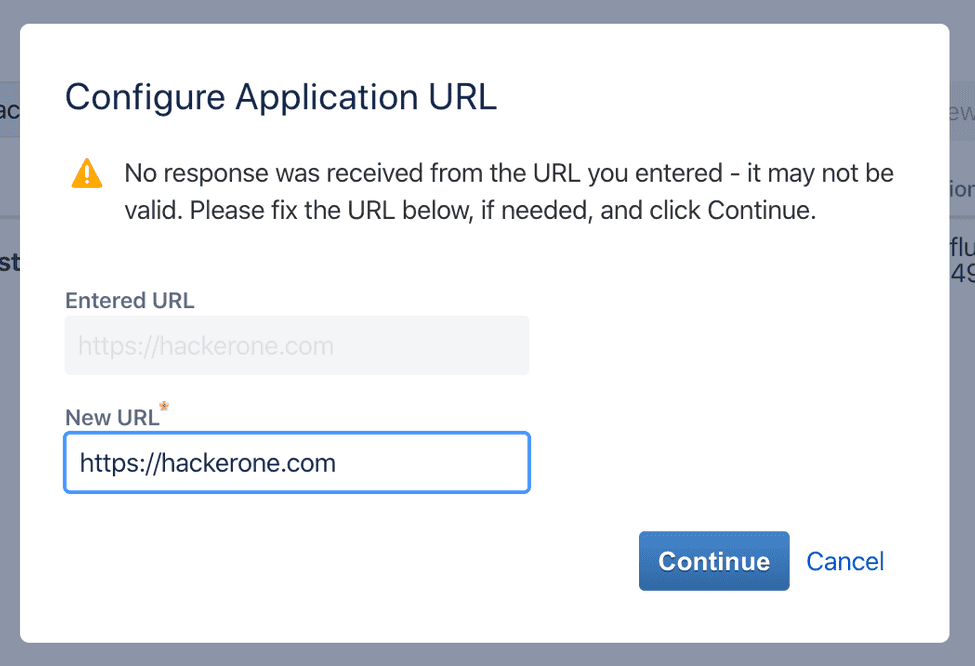 Configure Application URL
No response was received from the URL you entered - it may not be
valid. Please fix the URL below, if needed, and click Continue.
Entered URL
https://hackerone.com
New URL*
https://hackerone.com
Continue Cancel